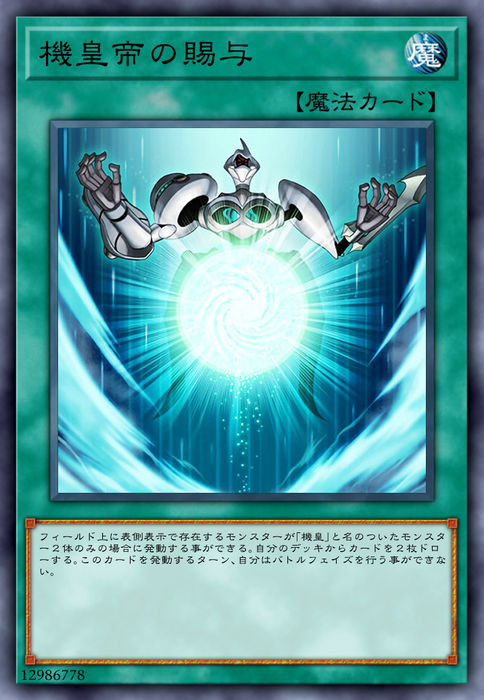 機皇帝の賜与
魔
【魔法カード】
フィールド上に表側表示で存在するモンスターが「機皇」と名のついたモンスタ
ー２体のみの場合に発動する事ができる。自分のデッキからカードを２枚ドロ
ーする。このカードを発動するターン、自分はバトルフェイズを行う事ができな
い。
12986778